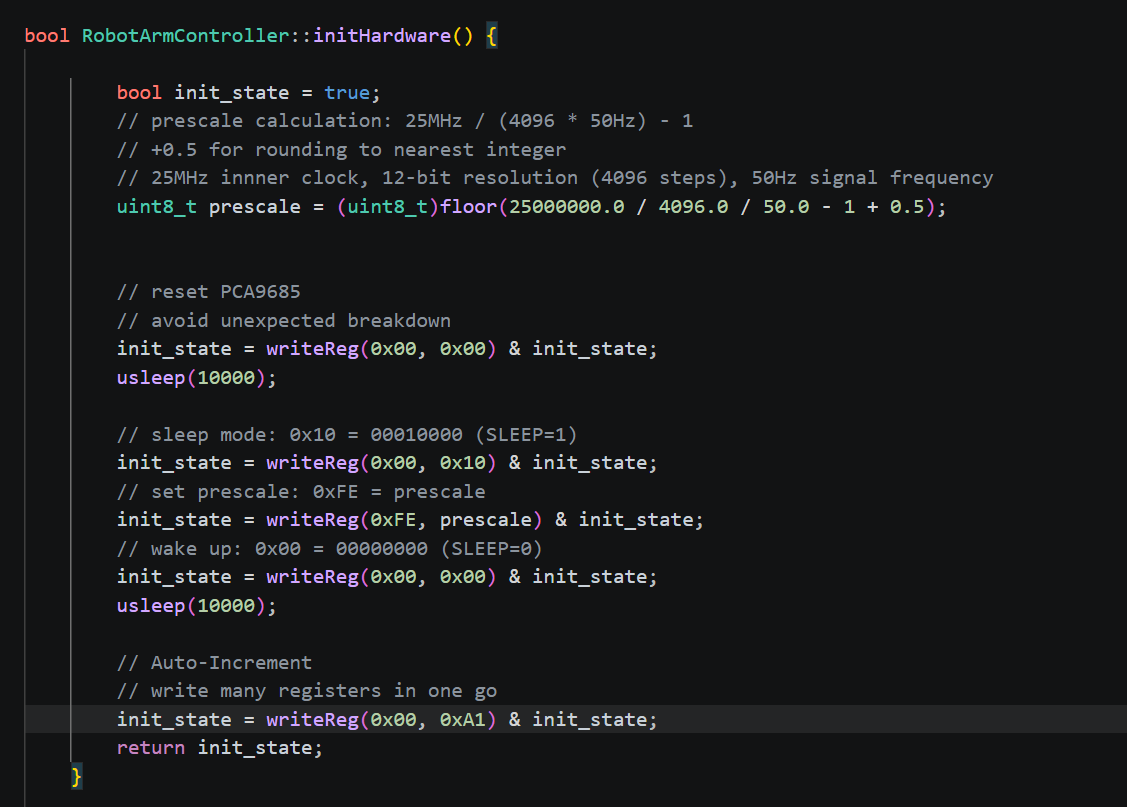 bool RobotArmController::initHardware() {
bool init_state = true;
// prescale calculation: 25MHz / (4096 * 50Hz) - 1
// +0.5 for rounding to nearest integer
// 25MHz innner clock, 12-bit resolution (4096 steps), 50Hz signal frequency
uint8_t prescale = (uint8_t)floor(25000000.0 / 4096.0 / 50.0 - 1 + 0.5);
// reset PCA9685
// avoid unexpected breakdown
init_state = writeReg(0x00, 0x00) & init_state;
usleep(10000);
// sleep mode: 0x10 = 00010000 (SLEEP=1)
init_state = writeReg(0x00, 0x10) & init_state;
// set prescale: 0xFE = prescale
init_state = writeReg(0xFE, prescale) & init_state;
// wake up: 0x00 = 00000000 (SLEEP=0)
init_state = writeReg(0x00, 0x00) & init_state;
usleep(10000);
// Auto-Increment
// write many registers in one go
init_state = writeReg(0x00, 0xA1) & init_state;
return init_state;
}